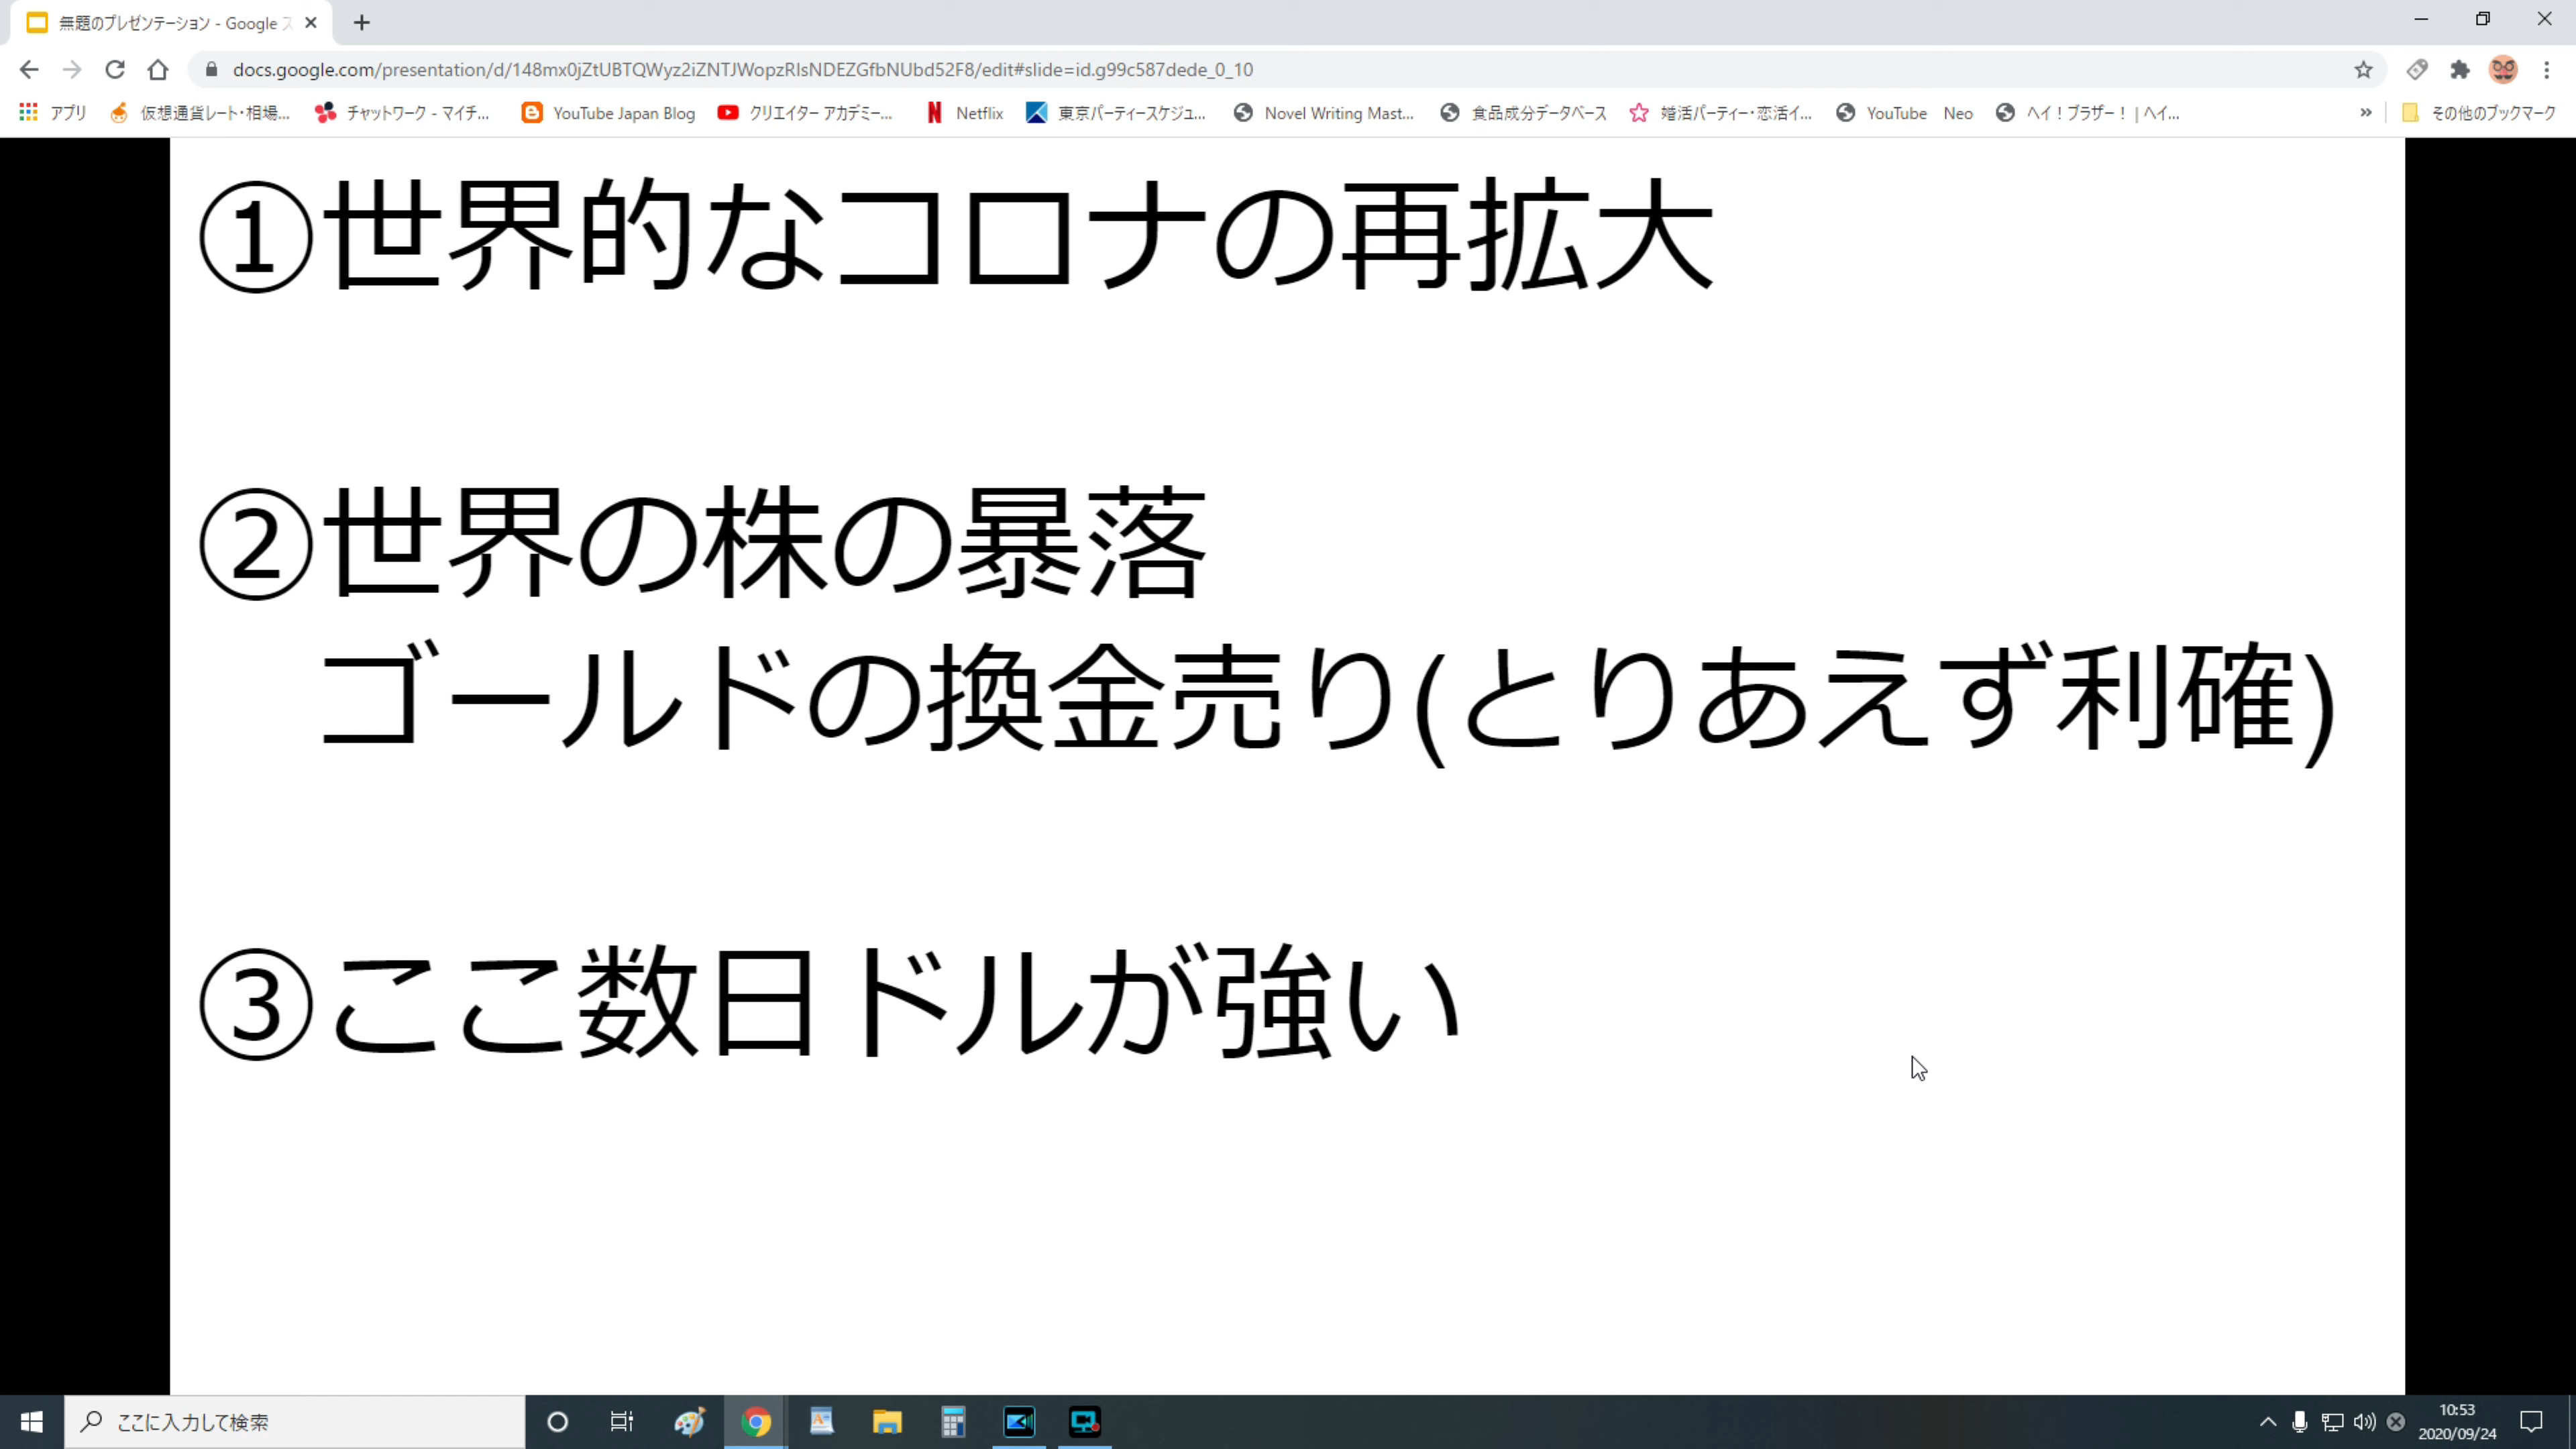 無題のプレゼンテーション - Google ス
docs.google.com/presentation/d/148mx0jZtUBTQWyz2iZNTJWopzRIsNDEZGfbNUbd52F8/edit#slide=id.g99c587dede_0_10
アプリ 仮想通貨レート・相場... チャットワーク - マイチ... YouTube Japan Blog クリエイター アカデミー... Netflix 東京パーティースケジュ... Novel Writing Mast... 食品成分データベース 婚活パーティー・恋活イ... YouTube Neo ヘイ！ブラザー！ | ヘイ... » その他のブックマーク
①世界的なコロナの再拡大
②世界の株の暴落
ゴールドの換金売り(とりあえず利確)
③ここ数日ドルが強い
ここに入力して検索
10:53
2020/09/24